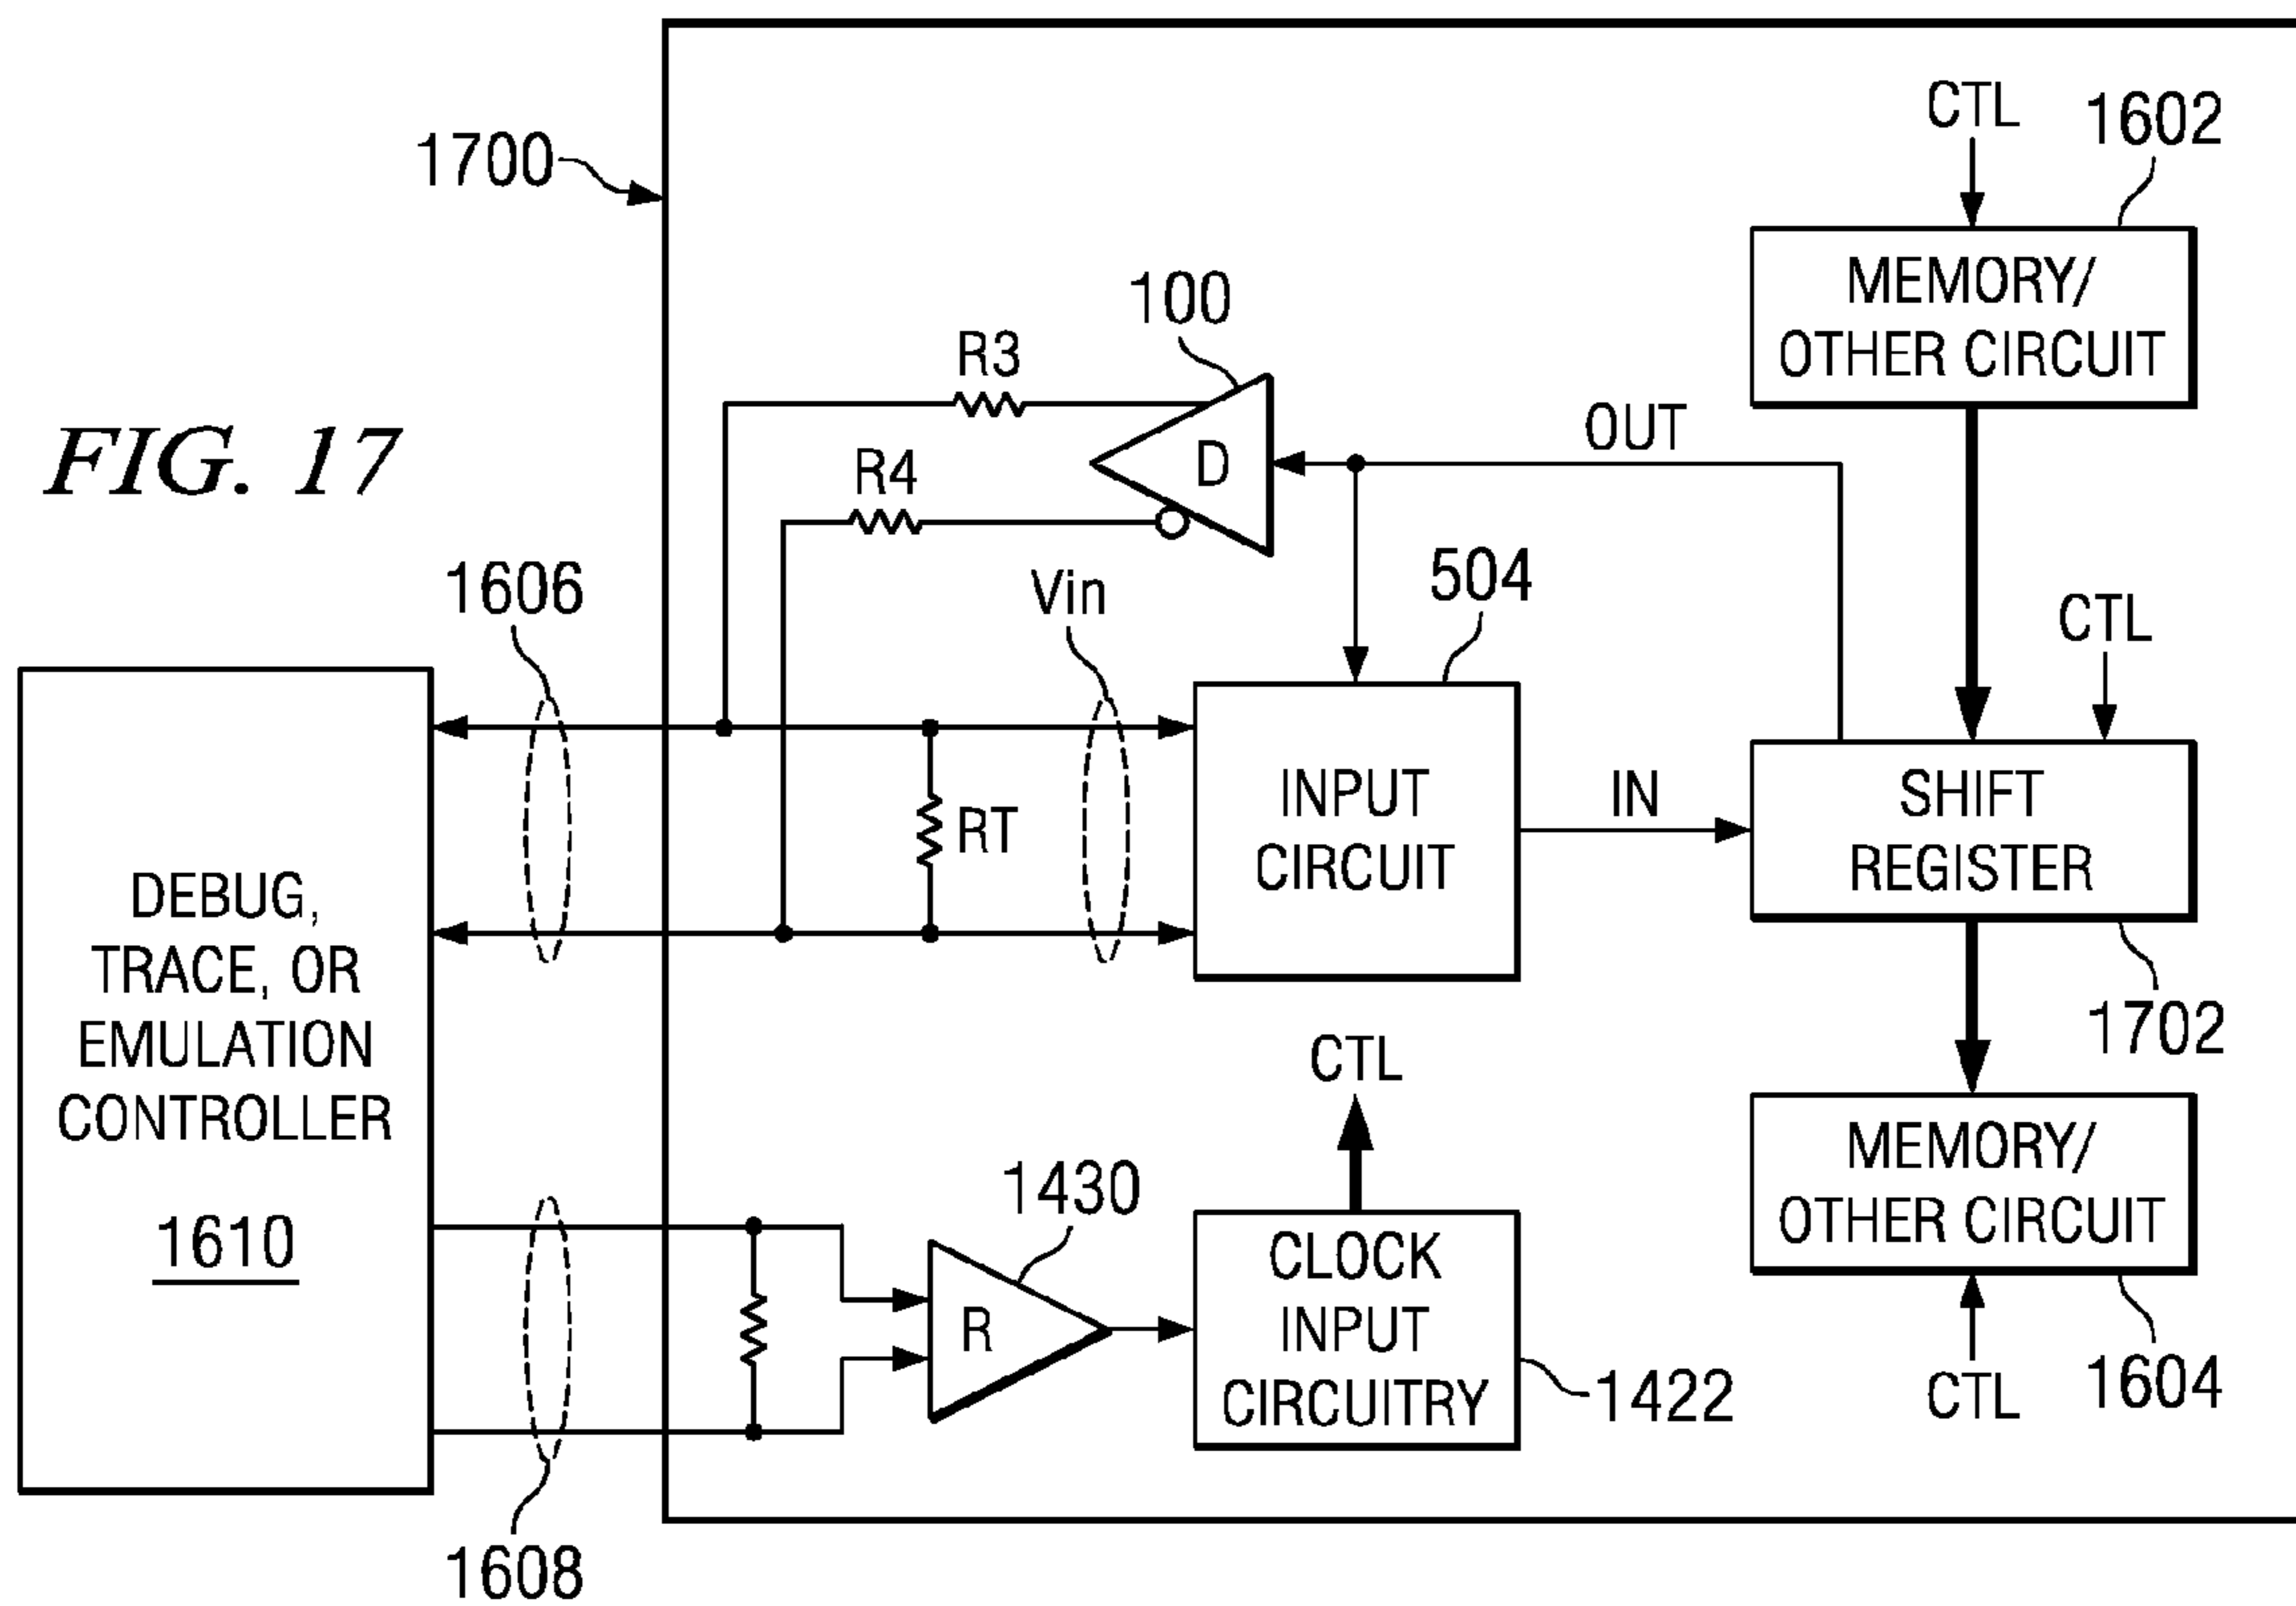 CTL
1602
1700
MEMORY/
OTHER CIRCUIT
100
R3
OUT
FIG. 17
D
R4
504
1606
Vin
CTL
INPUT
CIRCUIT
IN
SHIFT
REGISTER
RT
DEBUG,
TRACE, OR
EMULATION
CONTROLLER
1610
1702
CTL
MEMORY/
OTHER CIRCUIT
1430
CLOCK
INPUT
CIRCUITRY
R
1422
CTL
1604
1608